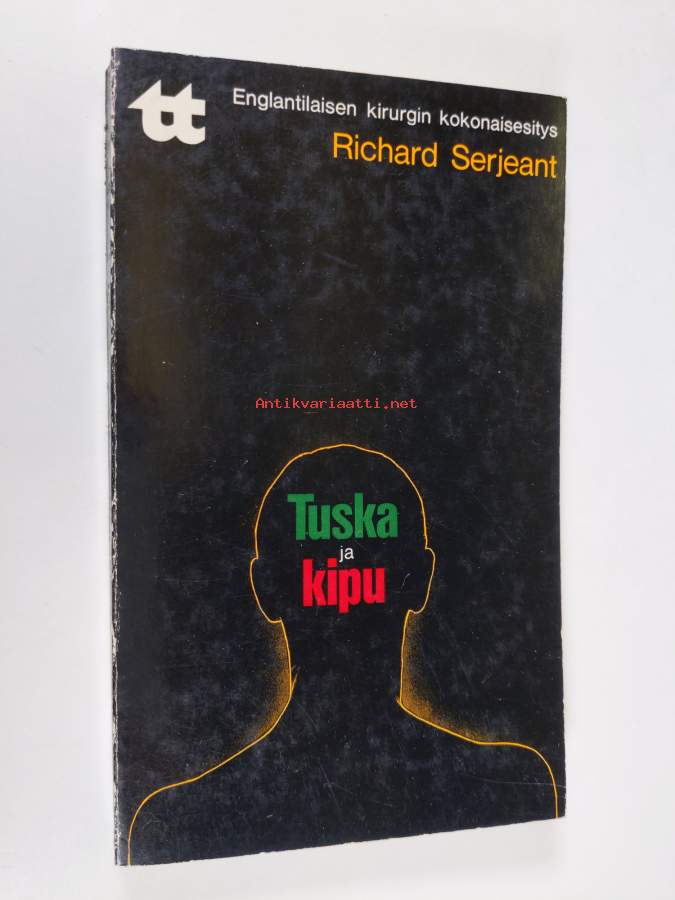 tt
Englantilaisen kirurgin kokonaisesitys
Richard Serjeant
Antikvariaatti.net
Tuska
ja
kipu